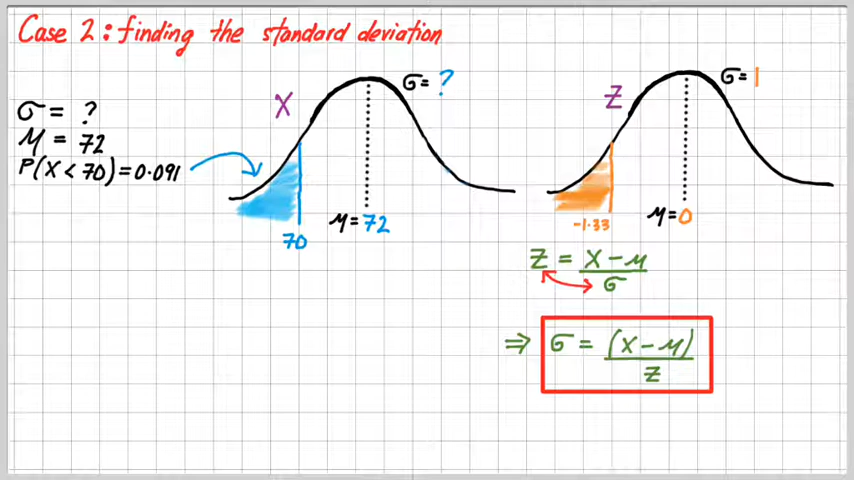 Case 2: finding the standard deviation
σ = ?
μ = 72
P(X < 70) = 0.091
X
σ = ?
70
μ = 72
Z
σ = 1
-1.33
μ = 0
Z = X - μ
σ
⇒ σ = (X - μ)
Z